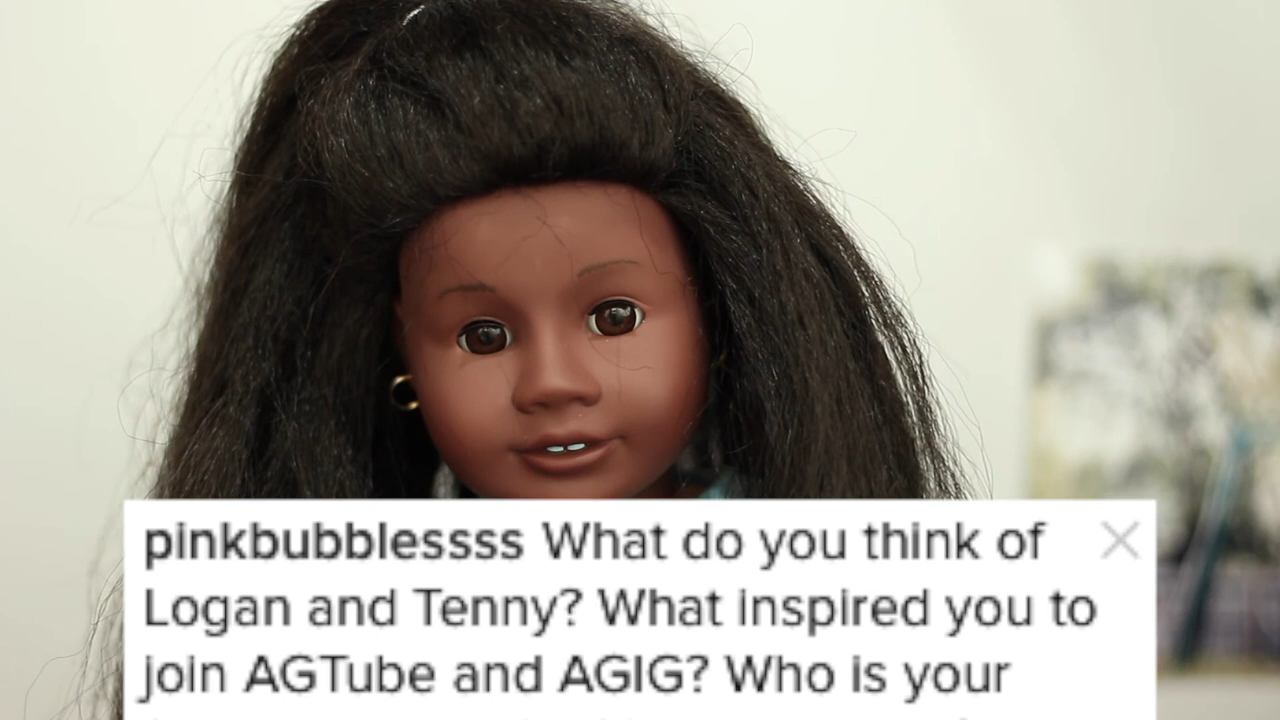 pinkbubblessss What do you think of
Logan and Tenny? What inspired you to
join AGTube and AGIG? Who is your